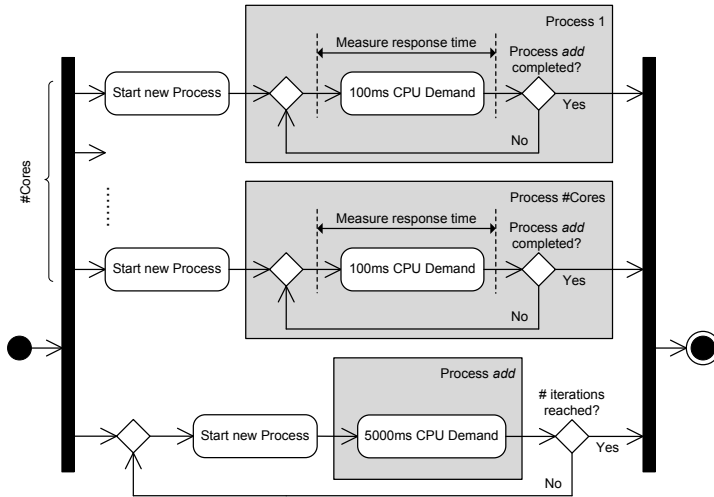 Process 1
Measure response time
Process add
completed?
Start new Process
100ms CPU Demand
Yes
No
#Cores
Process #Cores
Measure response time
Process add
completed?
Start new Process
100ms CPU Demand
Yes
No
Process add
# iterations
reached?
Start new Process
5000ms CPU Demand
Yes
No